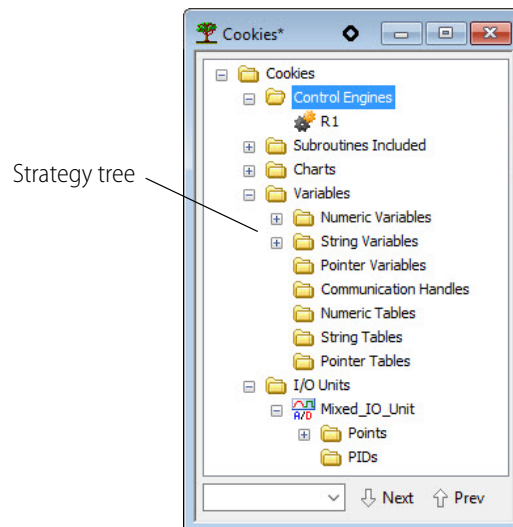 Cookies*
Cookies
Control Engines
R1
Subroutines Included
Charts
Strategy tree
Variables
Numeric Variables
String Variables
Pointer Variables
Communication Handles
Numeric Tables
String Tables
Pointer Tables
I/O Units
A/D Mixed_IO_Unit
Points
PIDs
Next Prev